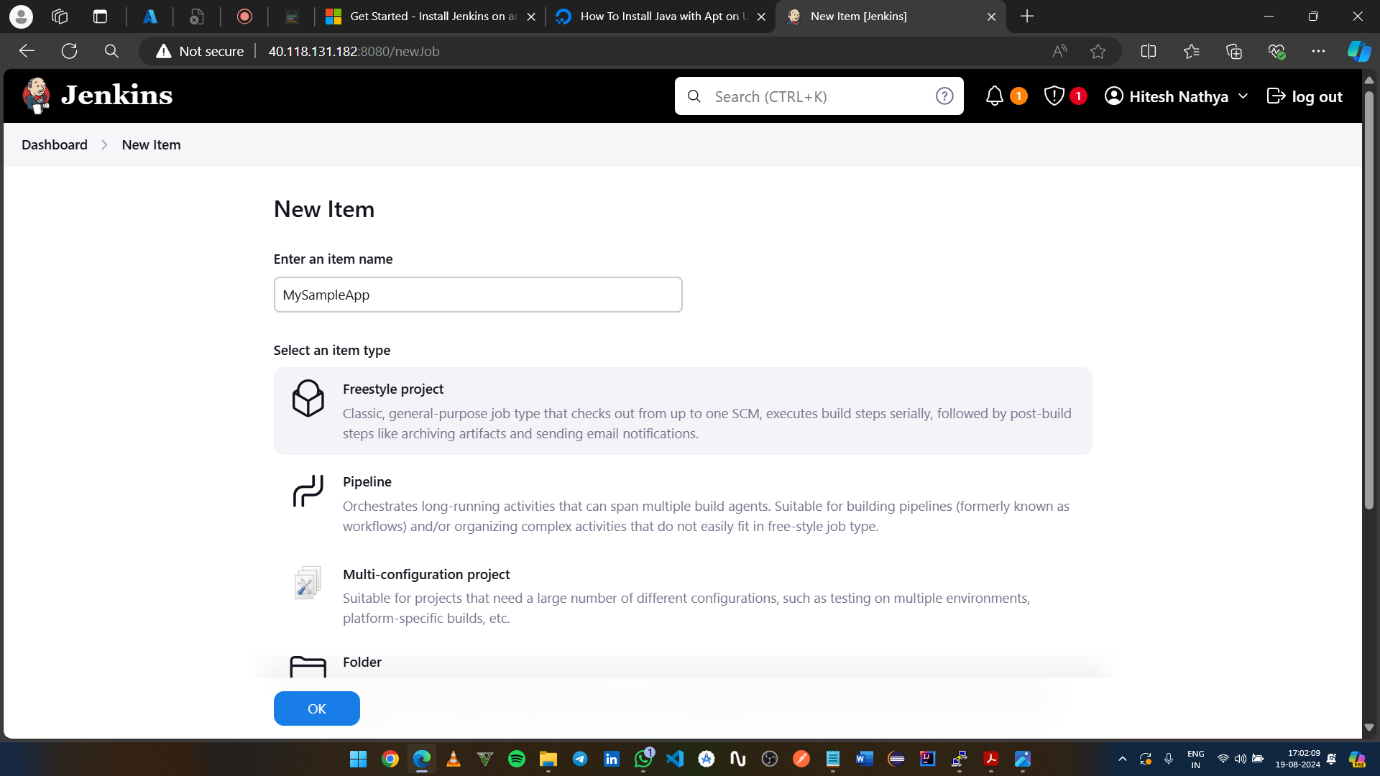 Get Started - Install Jenkins on an
How To Install Java with Apt on U
New Item [Jenkins]
Not secure
40.118.131.182:8080/newJob
Jenkins
Search (CTRL+K)
1
1
Hitesh Nathya
log out
Dashboard
New Item
New Item
Enter an item name
MySampleApp
Select an item type
Freestyle project
Classic, general-purpose job type that checks out from up to one SCM, executes build steps serially, followed by post-build
steps like archiving artifacts and sending email notifications.
Pipeline
Orchestrates long-running activities that can span multiple build agents. Suitable for building pipelines (formerly known as
workflows) and/or organizing complex activities that do not easily fit in free-style job type.
Multi-configuration project
Suitable for projects that need a large number of different configurations, such as testing on multiple environments,
platform-specific builds, etc.
Folder
OK
1
ENG
IN
17:02:09
19-08-2024